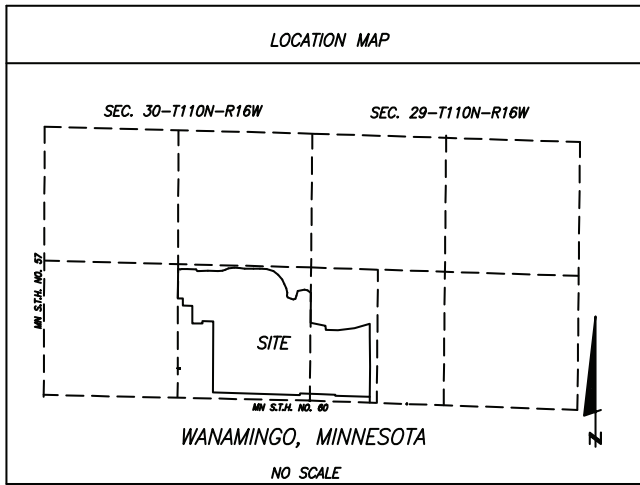 LOCATION MAP
SEC. 30-T110N-R16W
SEC. 29-T110N-R16W
MN S.T.H. NO. 57
SITE
MN S.T.H. NO. 60
WANAMINGO, MINNESOTA
N
NO SCALE